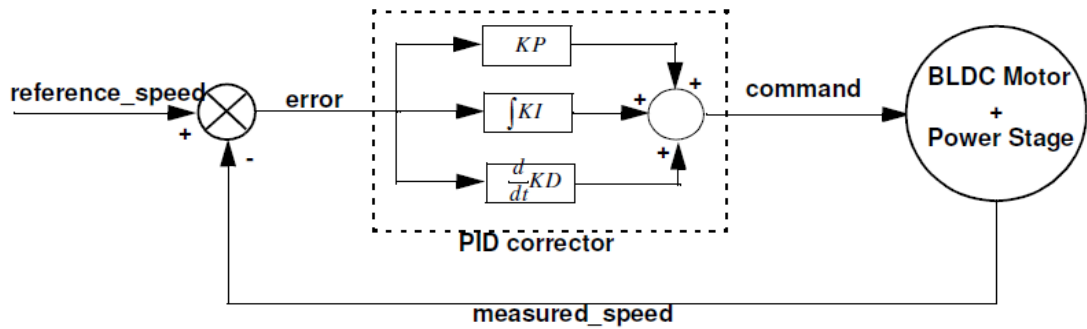 reference_speed
+
-
error
KP
∫KI
d/dt KD
+
+
+
PID corrector
command
BLDC Motor
+
Power Stage
measured_speed